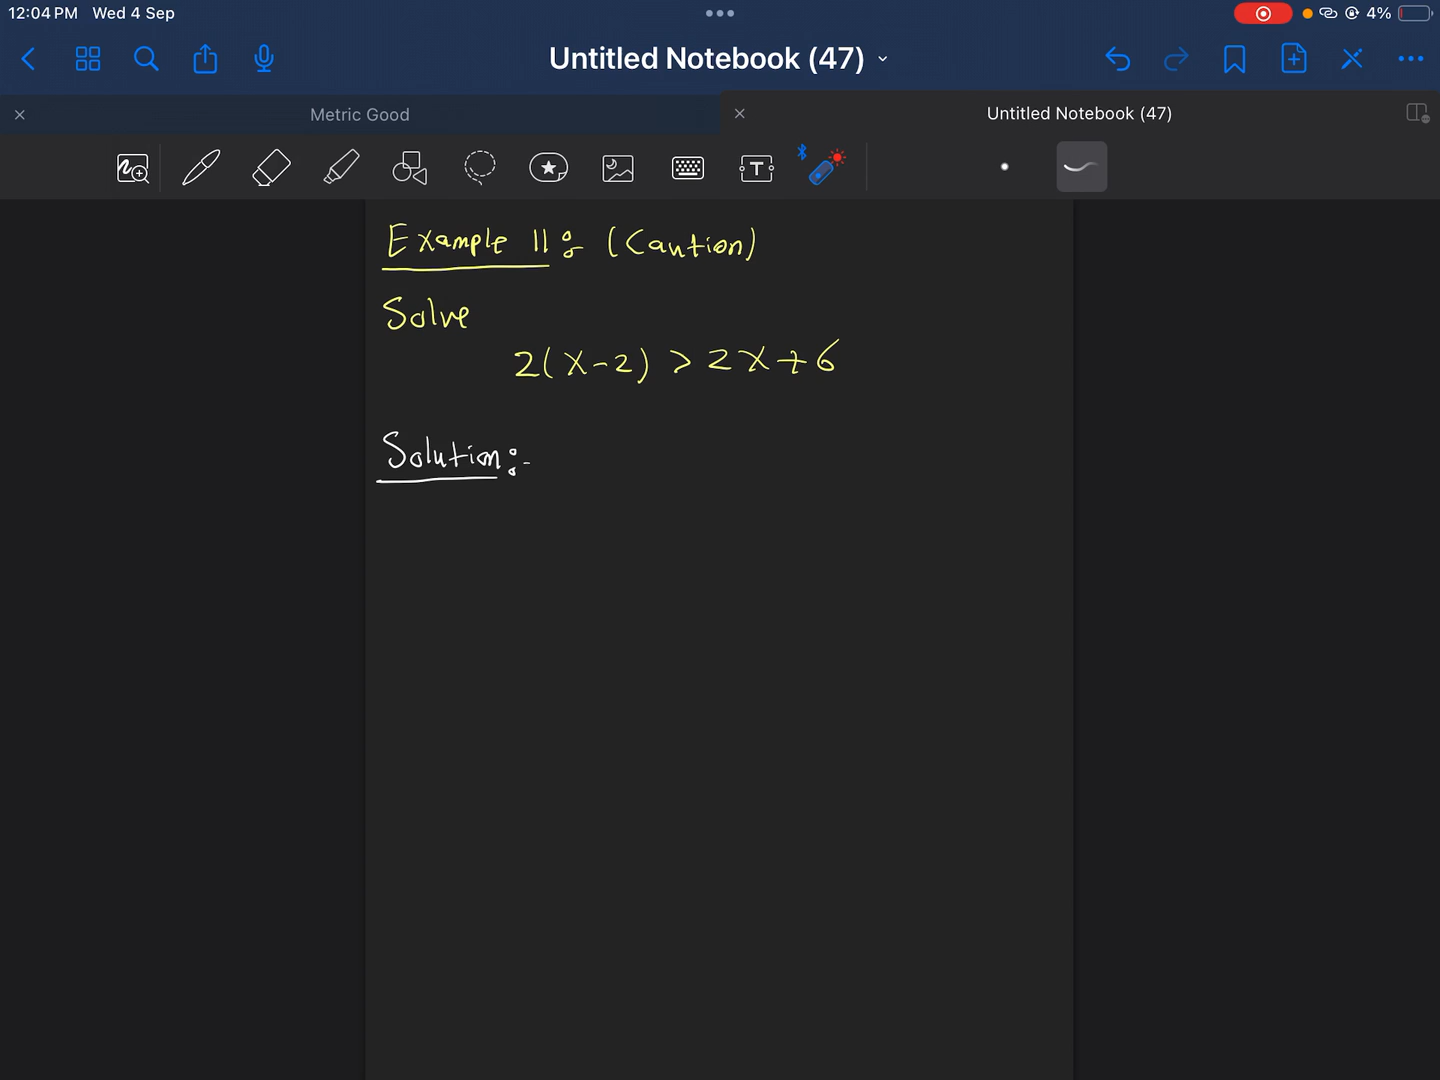 12:04 PM Wed 4 Sep
4%
Untitled Notebook (47)
Metric Good
Untitled Notebook (47)
T
Example 11: (Caution)
Solve
2(x-2) > 2x+6
Solution:-